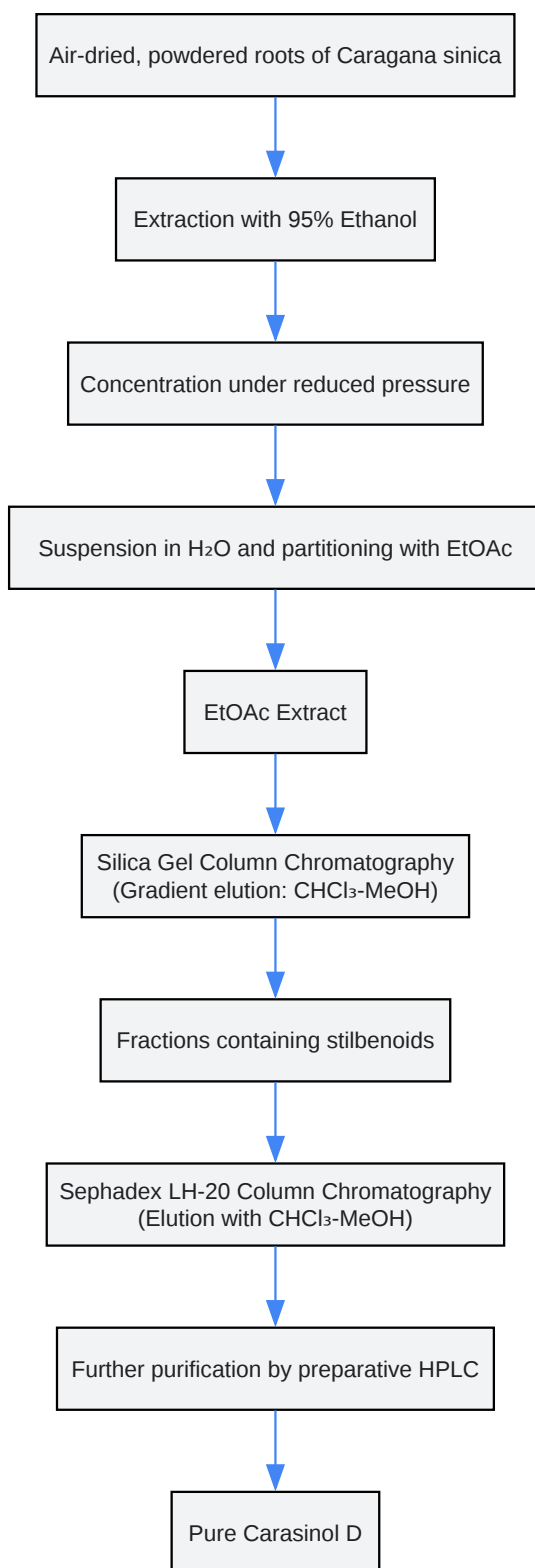 Air-dried, powdered roots of Caragana sinica
Extraction with 95% Ethanol
Concentration under reduced pressure
Suspension in H₂O and partitioning with EtOAc
EtOAc Extract
Silica Gel Column Chromatography
(Gradient elution: CHCl₃-MeOH)
Fractions containing stilbenoids
Sephadex LH-20 Column Chromatography
(Elution with CHCl₃-MeOH)
Further purification by preparative HPLC
Pure Carasinol D